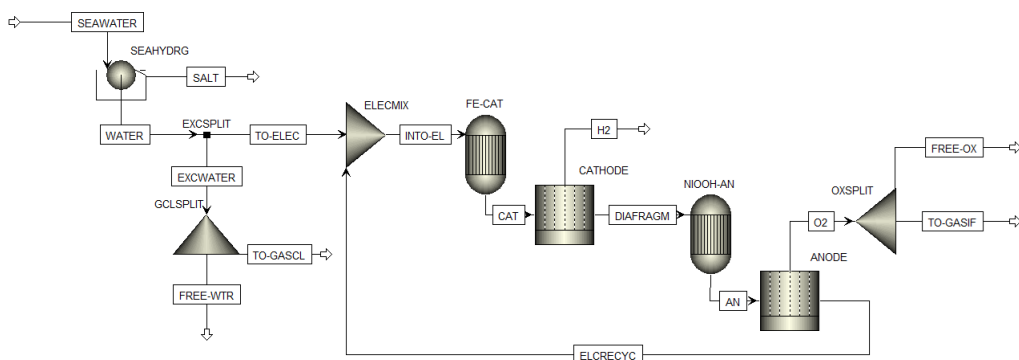 SEAWATER
SEAHYDRG
SALT
WATER
EXCSPLIT
TO-ELEC
EXCWATER
GCLSPLIT
TO-GASCL
FREE-WTR
ELECMIX
INTO-EL
FE-CAT
CAT
H2
CATHODE
DIAFRAGM
NIOOH-AN
AN
O2
ANODE
OXSPLIT
FREE-OX
TO-GASIF
ELCRECYC